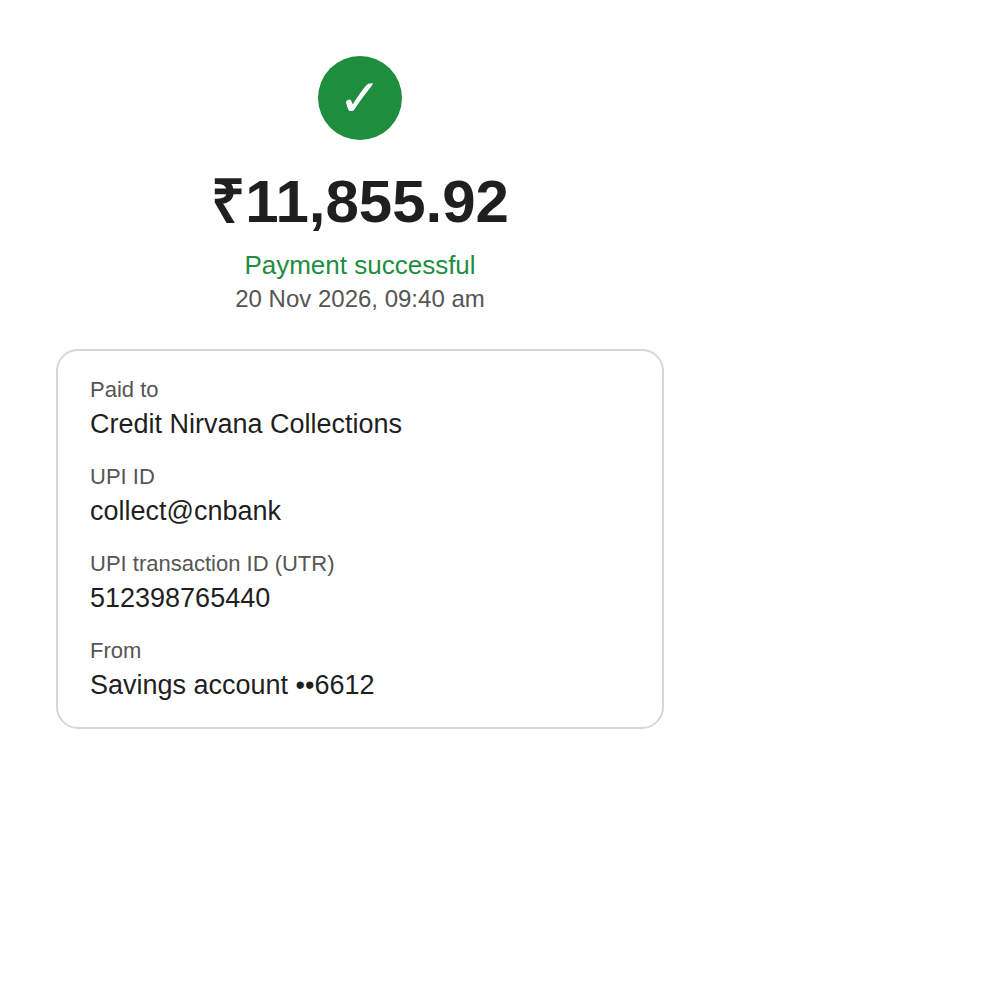 ✓
₹11,855.92
Payment successful
20 Nov 2026, 09:40 am
Paid to
Credit Nirvana Collections
UPI ID
collect@cnbank
UPI transaction ID (UTR)
512398765440
From
Savings account ••6612